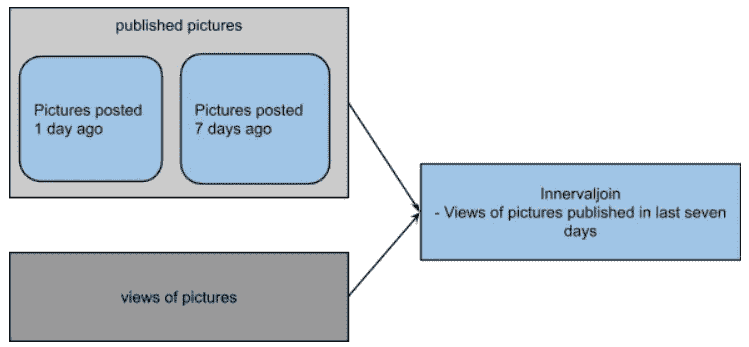 published pictures
Pictures posted
1 day ago
Pictures posted
7 days ago
Innervaljoin
- Views of pictures published in last seven
days
views of pictures